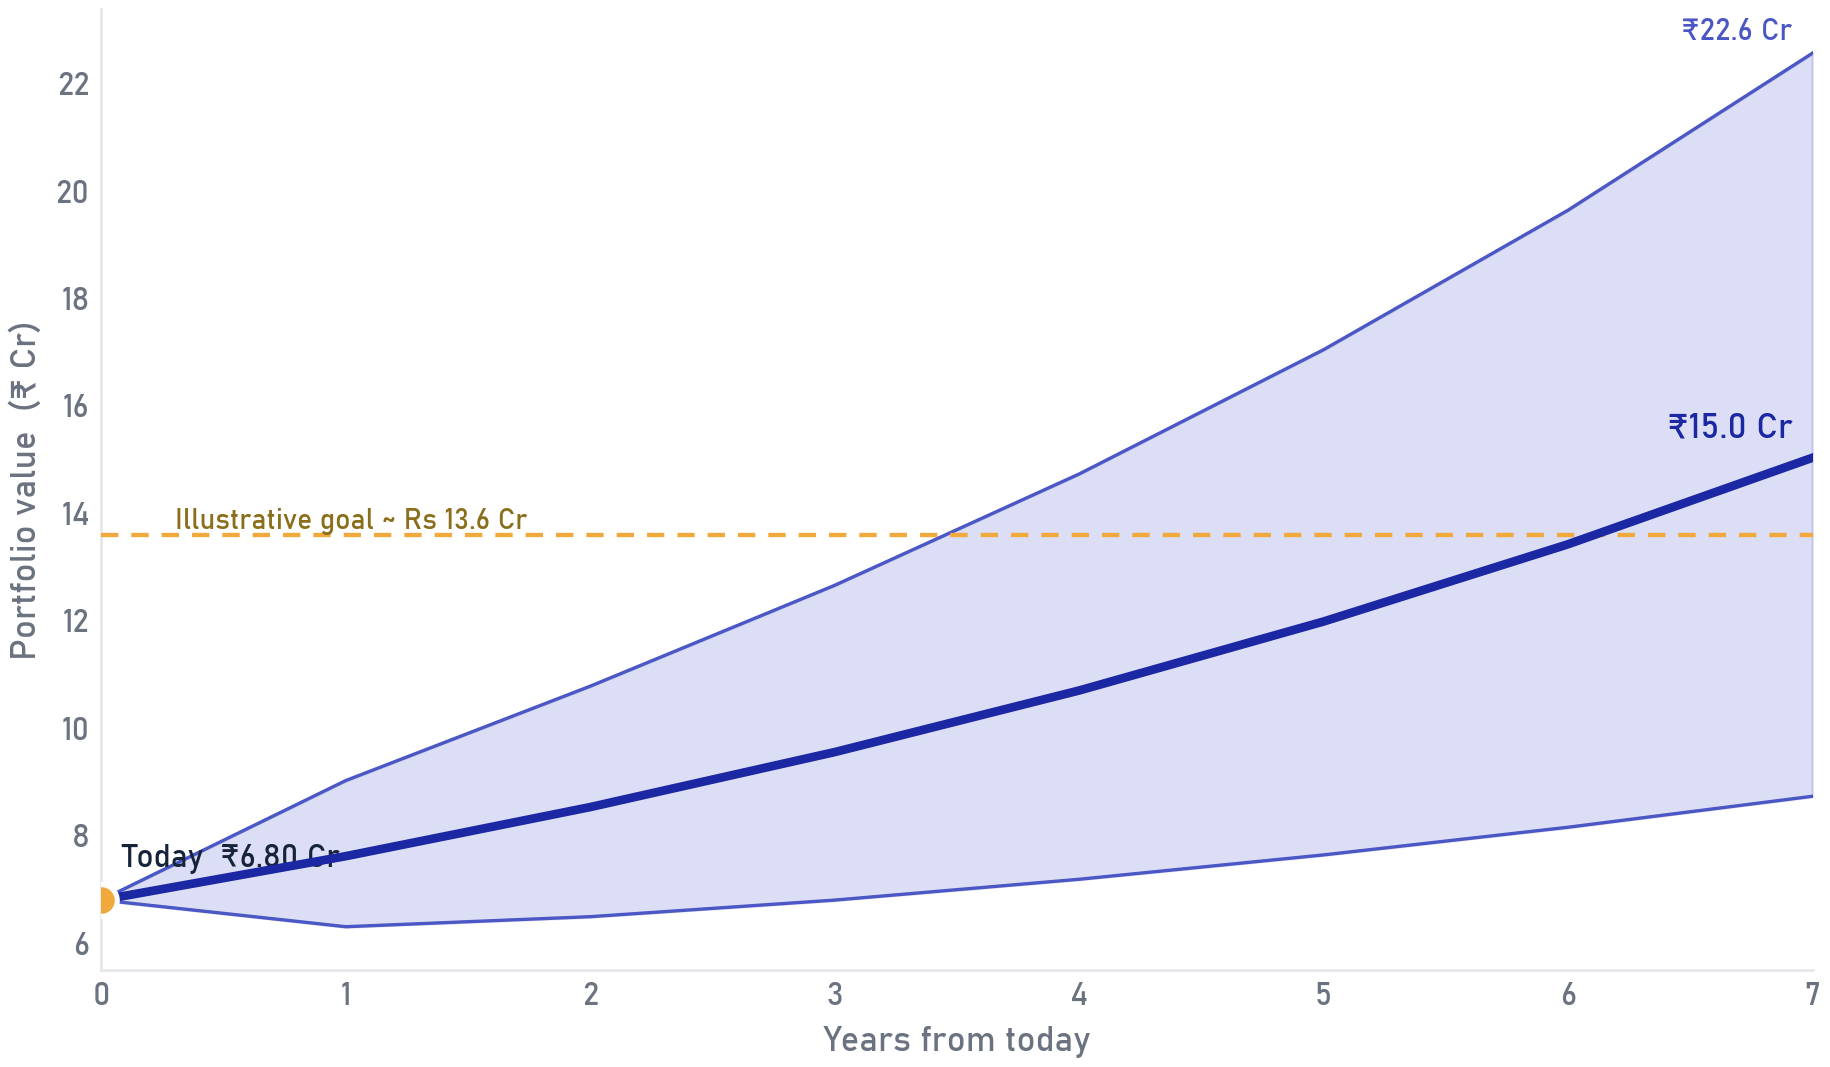 ₹22.6 Cr
22
20
18
16
₹15.0 Cr
14
Illustrative goal ~ Rs 13.6 Cr
12
10
8
Today ₹6.80 Cr
6
Portfolio value (₹ Cr)
0 1 2 3 4 5 6 7
Years from today